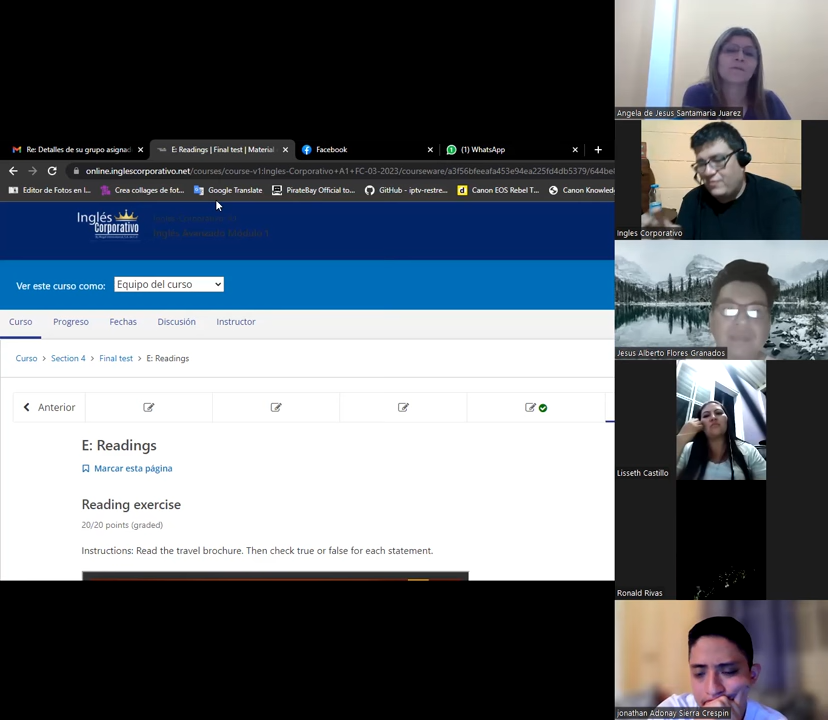 Re: Detalles de su grupo asignad
E: Readings | Final test | Material
Facebook
(1) WhatsApp
online.inglescorporativo.net/courses/course-v1:Ingles-Corporativo+A1+FC-03-2023/courseware/a3f56bfeeafa453e94ea225fd4db5379/644be
Editor de Fotos en l...
Crea collages de fot...
Google Translate
PirateBay Official to...
GitHub - iptv-restre...
Canon EOS Rebel T...
Canon Knowled
Inglés
Corporativo
Inglés Avanzado Módulo 1
Ver este curso como:
Equipo del curso
Curso
Progreso
Fechas
Discusión
Instructor
Curso > Section 4 > Final test > E: Readings
Anterior
E: Readings
Marcar esta página
Reading exercise
20/20 points (graded)
Instructions: Read the travel brochure. Then check true or false for each statement.
Angela de Jesus Santamaria Juarez
Ingles Corporativo
Jesus Alberto Flores Granados
Lisseth Castillo
Ronald Rivas
jonathan Adonay Sierra Crespin